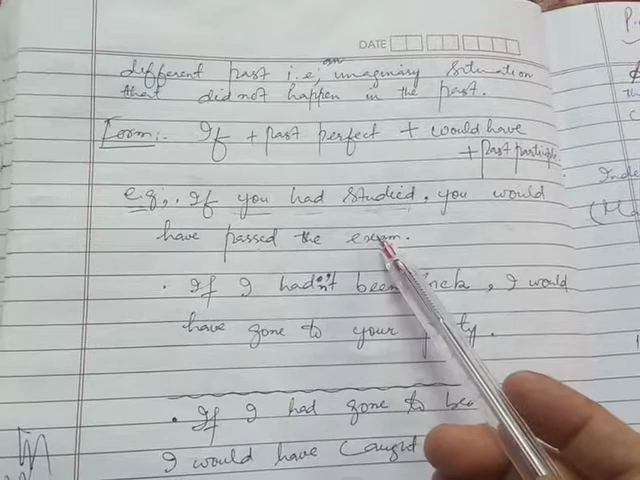 DATE
different past i.e; an imaginary situation
that did not happen in the past.
Form:- If + past perfect + would have
+ Past participle
e.g; . If you had studied, you would
have passed the exam.
. If I hadn't been sick, I would
have gone to your party.
. If I had gone to
I would have caught